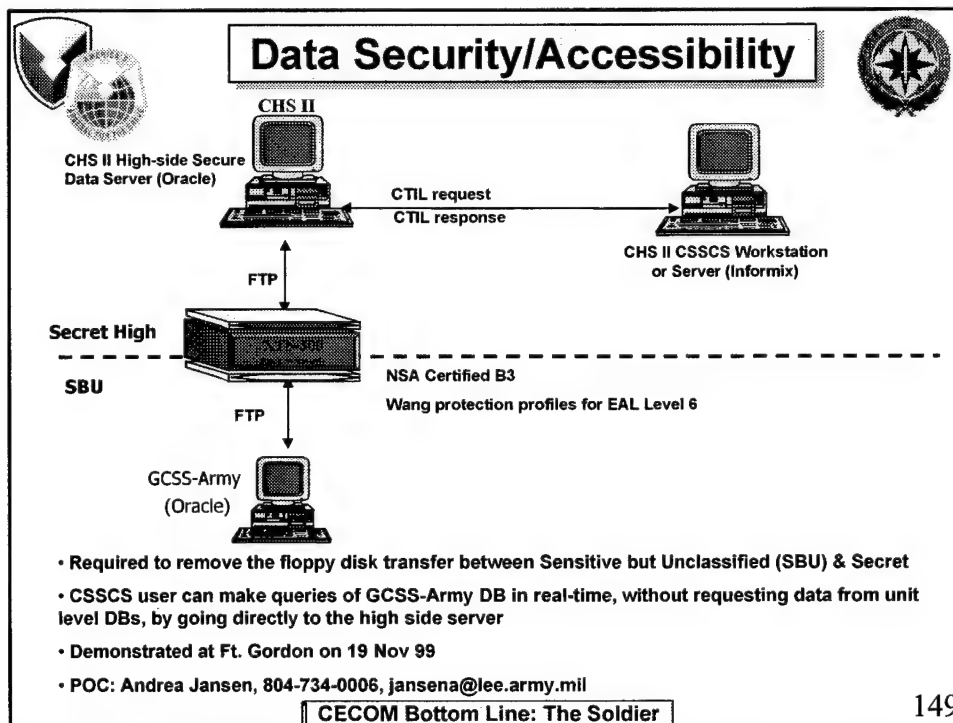 Data Security/Accessibility
CHS II
CHS II High-side Secure
Data Server (Oracle)
CTIL request
CTIL response
CHS II CSSCS Workstation
or Server (Informix)
FTP
Secret High
SBU
NSA Certified B3
Wang protection profiles for EAL Level 6
FTP
GCSS-Army
(Oracle)
• Required to remove the floppy disk transfer between Sensitive but Unclassified (SBU) & Secret
• CSSCS user can make queries of GCSS-Army DB in real-time, without requesting data from unit
level DBs, by going directly to the high side server
• Demonstrated at Ft. Gordon on 19 Nov 99
• POC: Andrea Jansen, 804-734-0006, jansena@lee.army.mil
CECOM Bottom Line: The Soldier
149